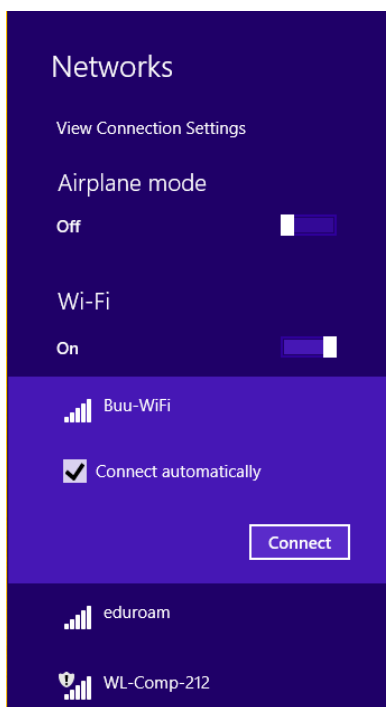 Networks
View Connection Settings
Airplane mode
Off
Wi-Fi
On
Buu-WiFi
Connect automatically
Connect
eduroam
WL-Comp-212